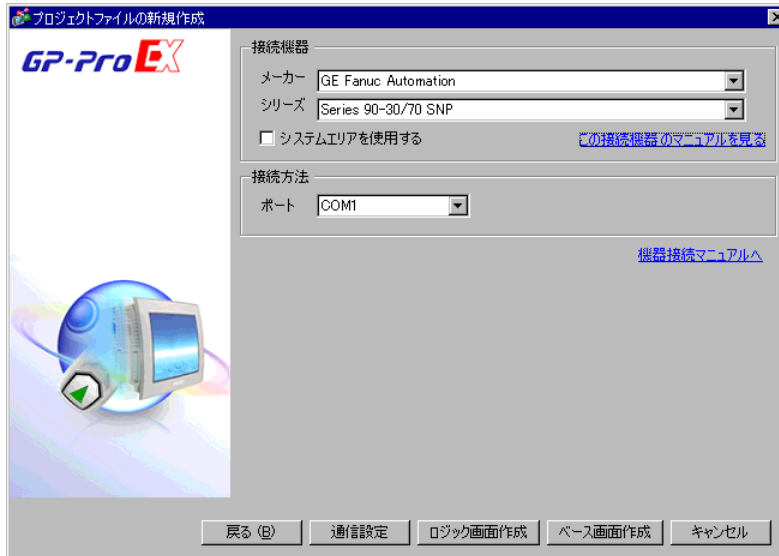 プロジェクトファイルの新規作成
GP-Pro EX
接続機器
メーカー GE Fanuc Automation
シリーズ Series 90-30/70 SNP
システムエリアを使用する この接続機器のマニュアルを見る
接続方法
ポート COM1
機器接続マニュアルへ
戻る (B) 通信設定 ロジック画面作成 ベース画面作成 キャンセル